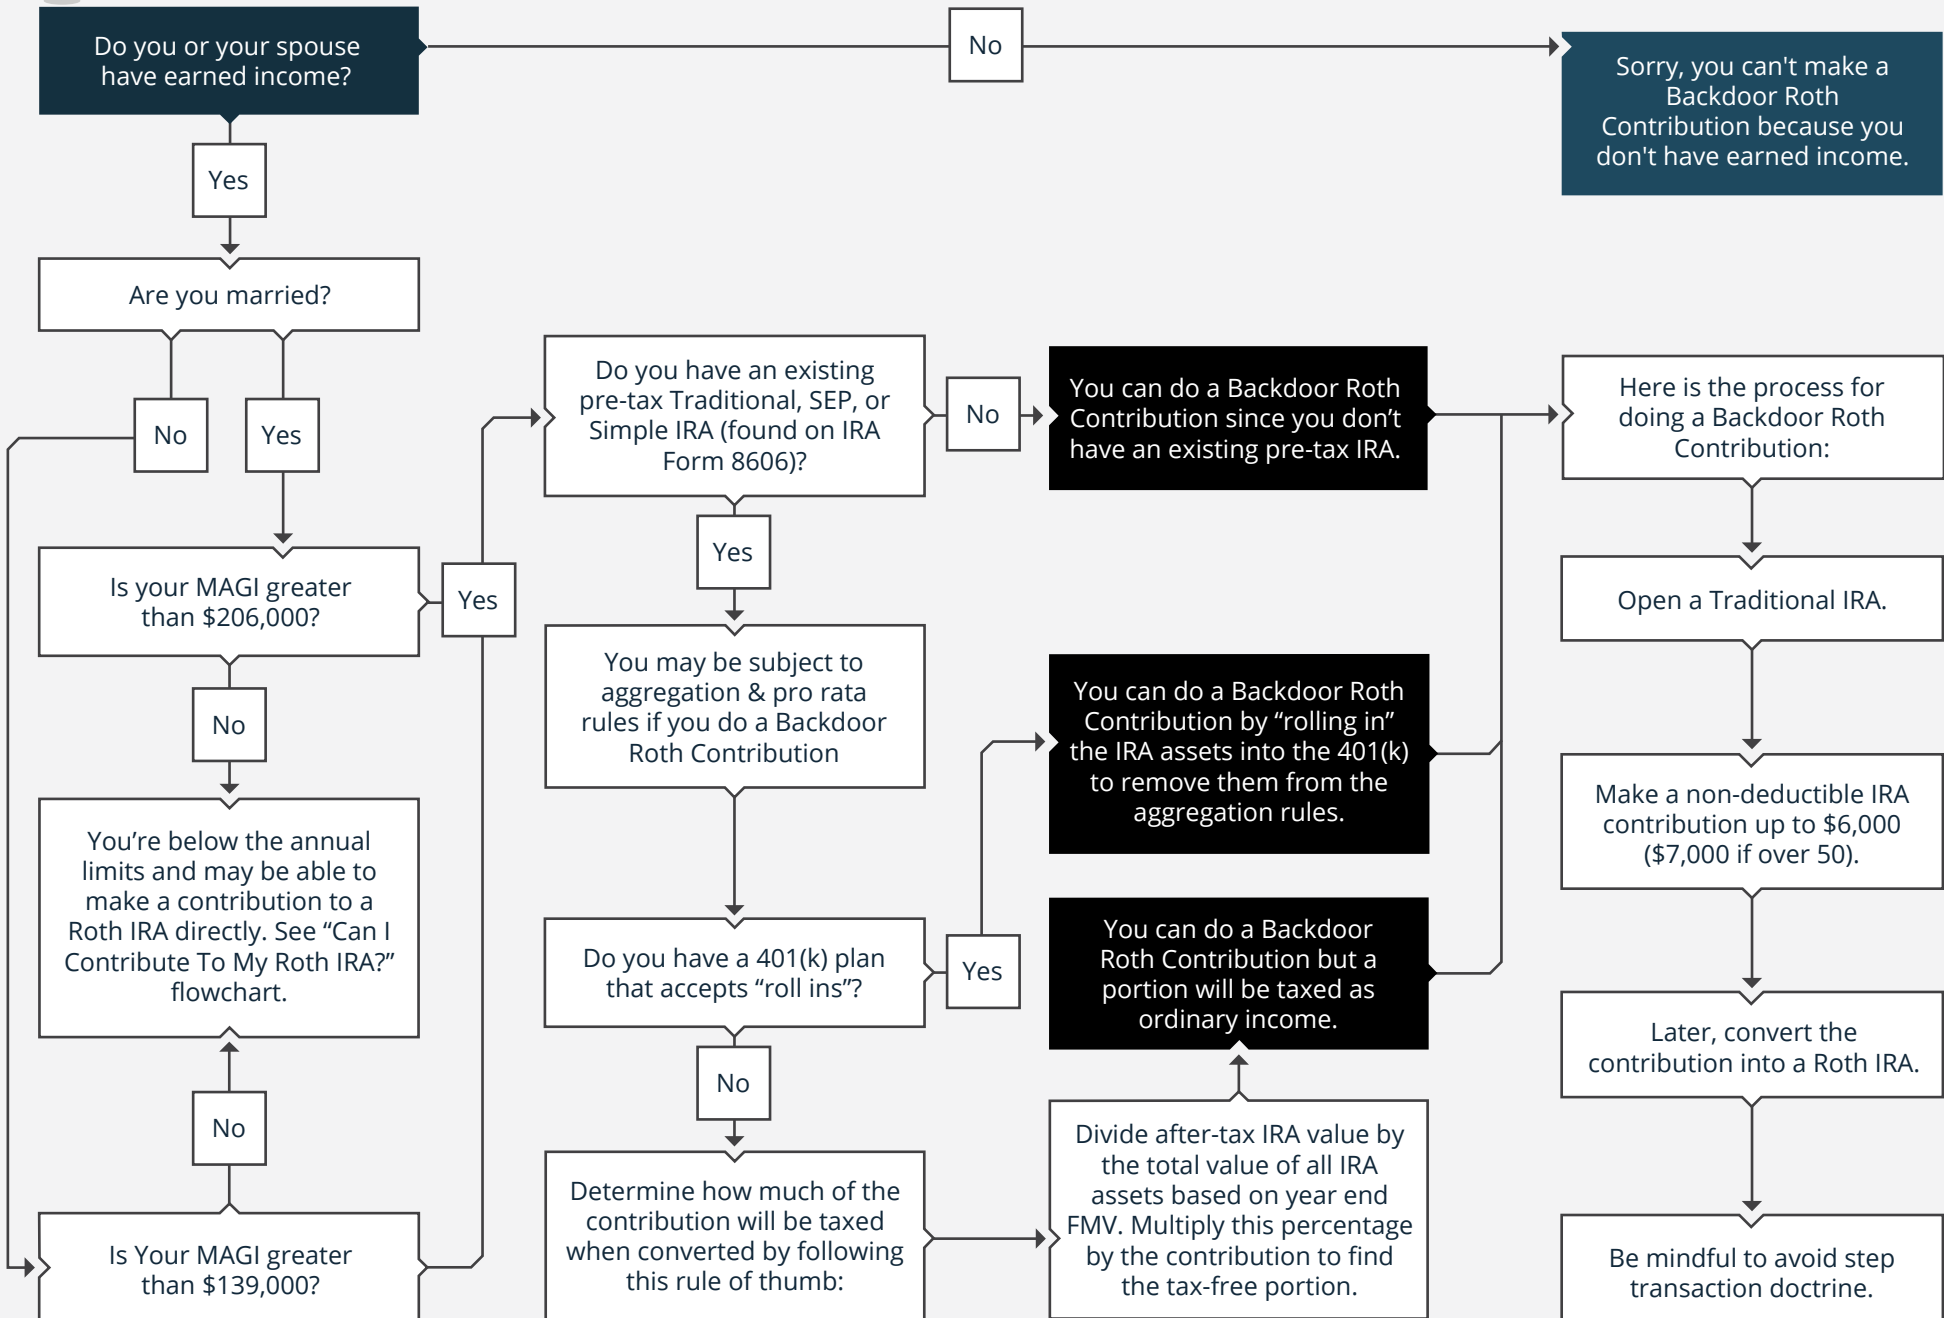 Do you or your spouse
have earned income?
No
Sorry, you can't make a
Backdoor Roth
Contribution because you
don't have earned income.
Yes
Are you married?
No
Yes
Is your MAGI greater
than $206,000?
Yes
No
You’re below the annual
limits and may be able to
make a contribution to a
Roth IRA directly. See “Can I
Contribute To My Roth IRA?”
flowchart.
No
Is Your MAGI greater
than $139,000?
Do you have an existing
pre-tax Traditional, SEP, or
Simple IRA (found on IRA
Form 8606)?
No
Yes
You may be subject to
aggregation & pro rata
rules if you do a Backdoor
Roth Contribution
Do you have a 401(k) plan
that accepts “roll ins”?
Yes
No
Determine how much of the
contribution will be taxed
when converted by following
this rule of thumb:
You can do a Backdoor Roth
Contribution since you don’t
have an existing pre-tax IRA.
You can do a Backdoor Roth
Contribution by “rolling in”
the IRA assets into the 401(k)
to remove them from the
aggregation rules.
You can do a Backdoor
Roth Contribution but a
portion will be taxed as
ordinary income.
Divide after-tax IRA value by
the total value of all IRA
assets based on year end
FMV. Multiply this percentage
by the contribution to find
the tax-free portion.
Here is the process for
doing a Backdoor Roth
Contribution:
Open a Traditional IRA.
Make a non-deductible IRA
contribution up to $6,000
($7,000 if over 50).
Later, convert the
contribution into a Roth IRA.
Be mindful to avoid step
transaction doctrine.